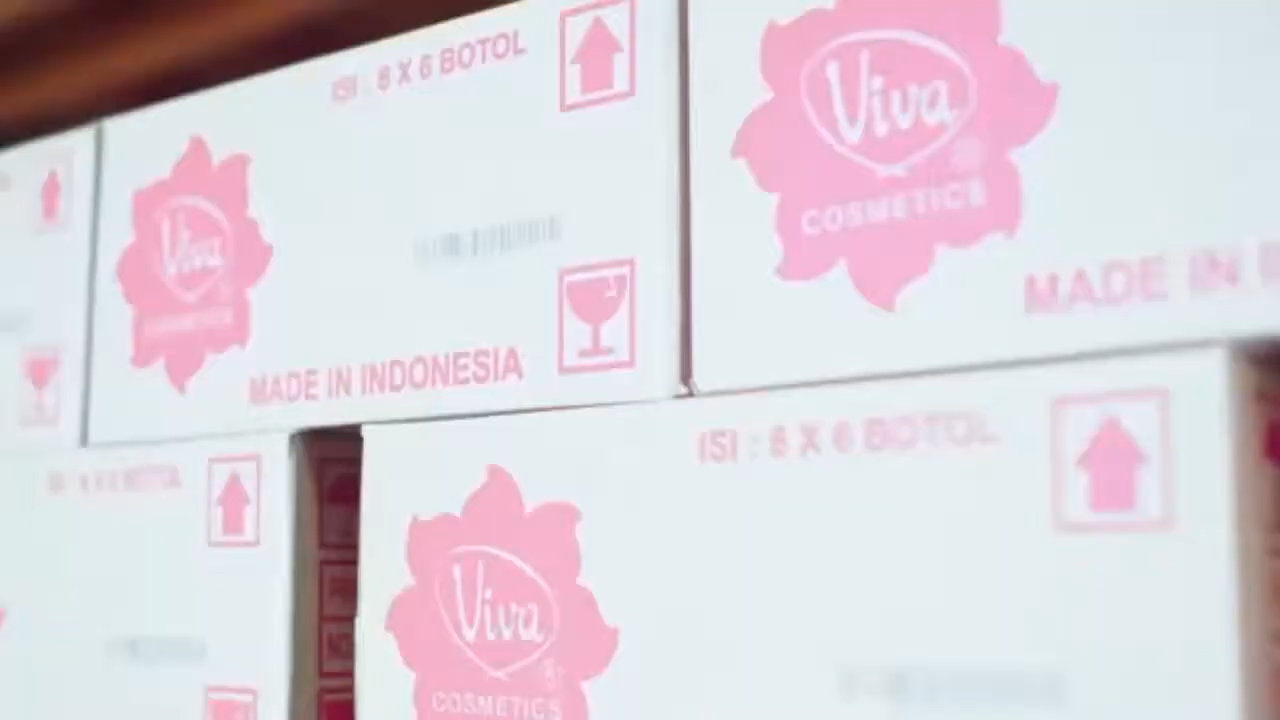 ISI : 6 X 6 BOTOL
Viva
COSMETICS
MADE IN INDONESIA
Viva
®
COSMETICS
MADE IN
ISI : 6 X 6 BOTOL
Viva
®
COSMETICS